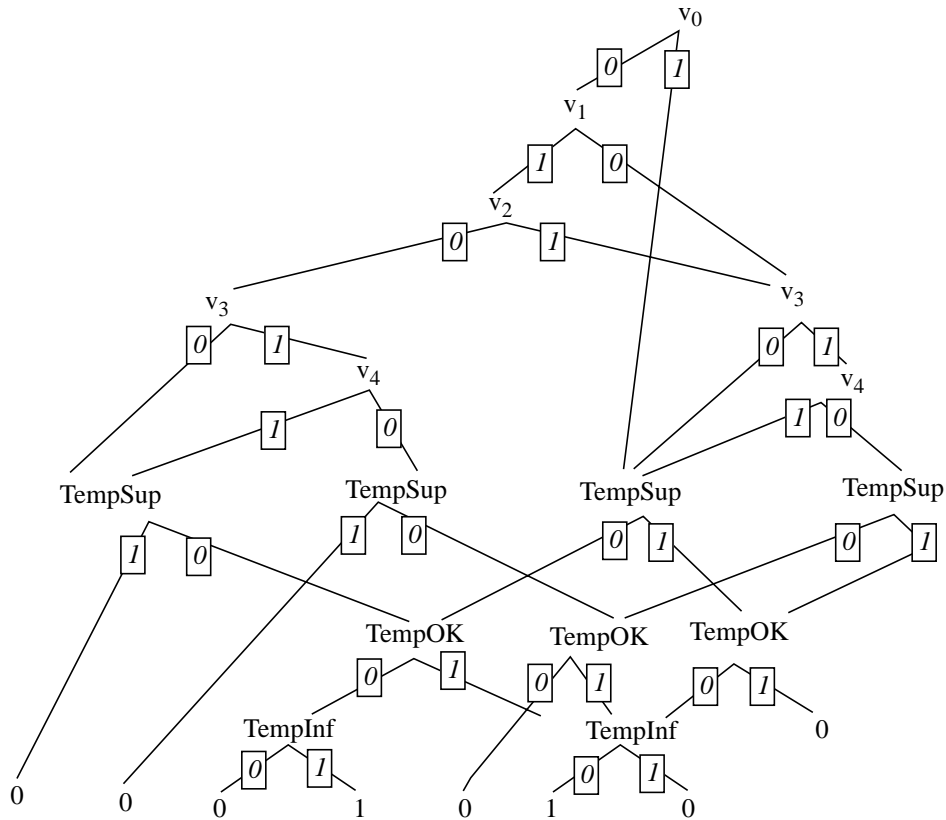 v0
0 1
v1
1 0
v2
0 1
v3 v3
0 1 0 1
v4 v4
1 0 1 0
TempSup TempSup TempSup TempSup
1 0 1 0 0 1 0 1
TempOK TempOK TempOK
0 1 0 1 0 1
TempInf TempInf 0
0 1 0 1
0 0 0 1 0 1 0